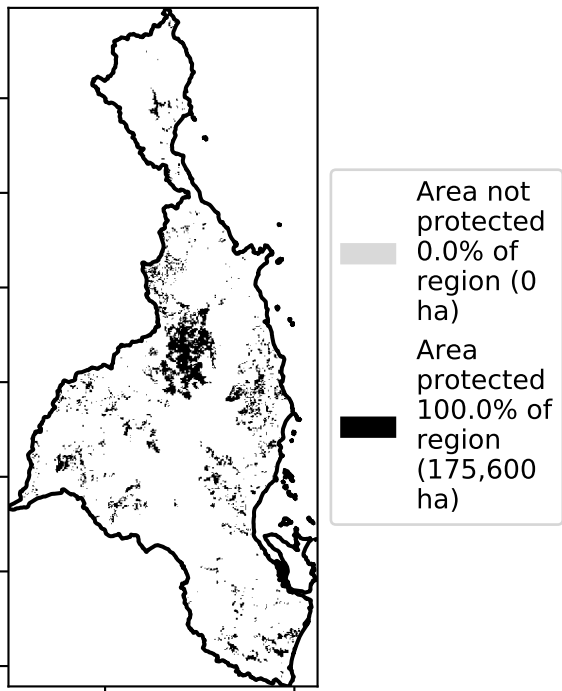 Area not
protected
0.0% of
region (0
ha)
Area
protected
100.0% of
region
(175,600
ha)